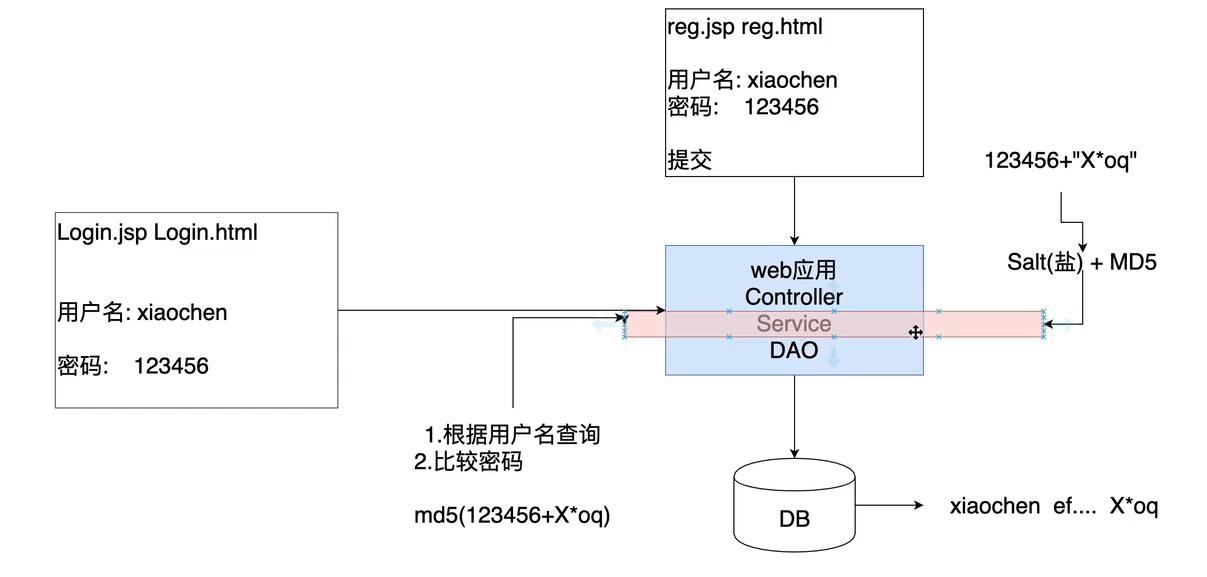 reg.jsp reg.html
用户名: xiaochen
密码: 123456
提交
123456+"X*oq"
Salt(盐) + MD5
Login.jsp Login.html
用户名: xiaochen
密码: 123456
web应用
Controller
Service
DAO
1.根据用户名查询
2.比较密码
md5(123456+X*oq)
DB
xiaochen ef.... X*oq